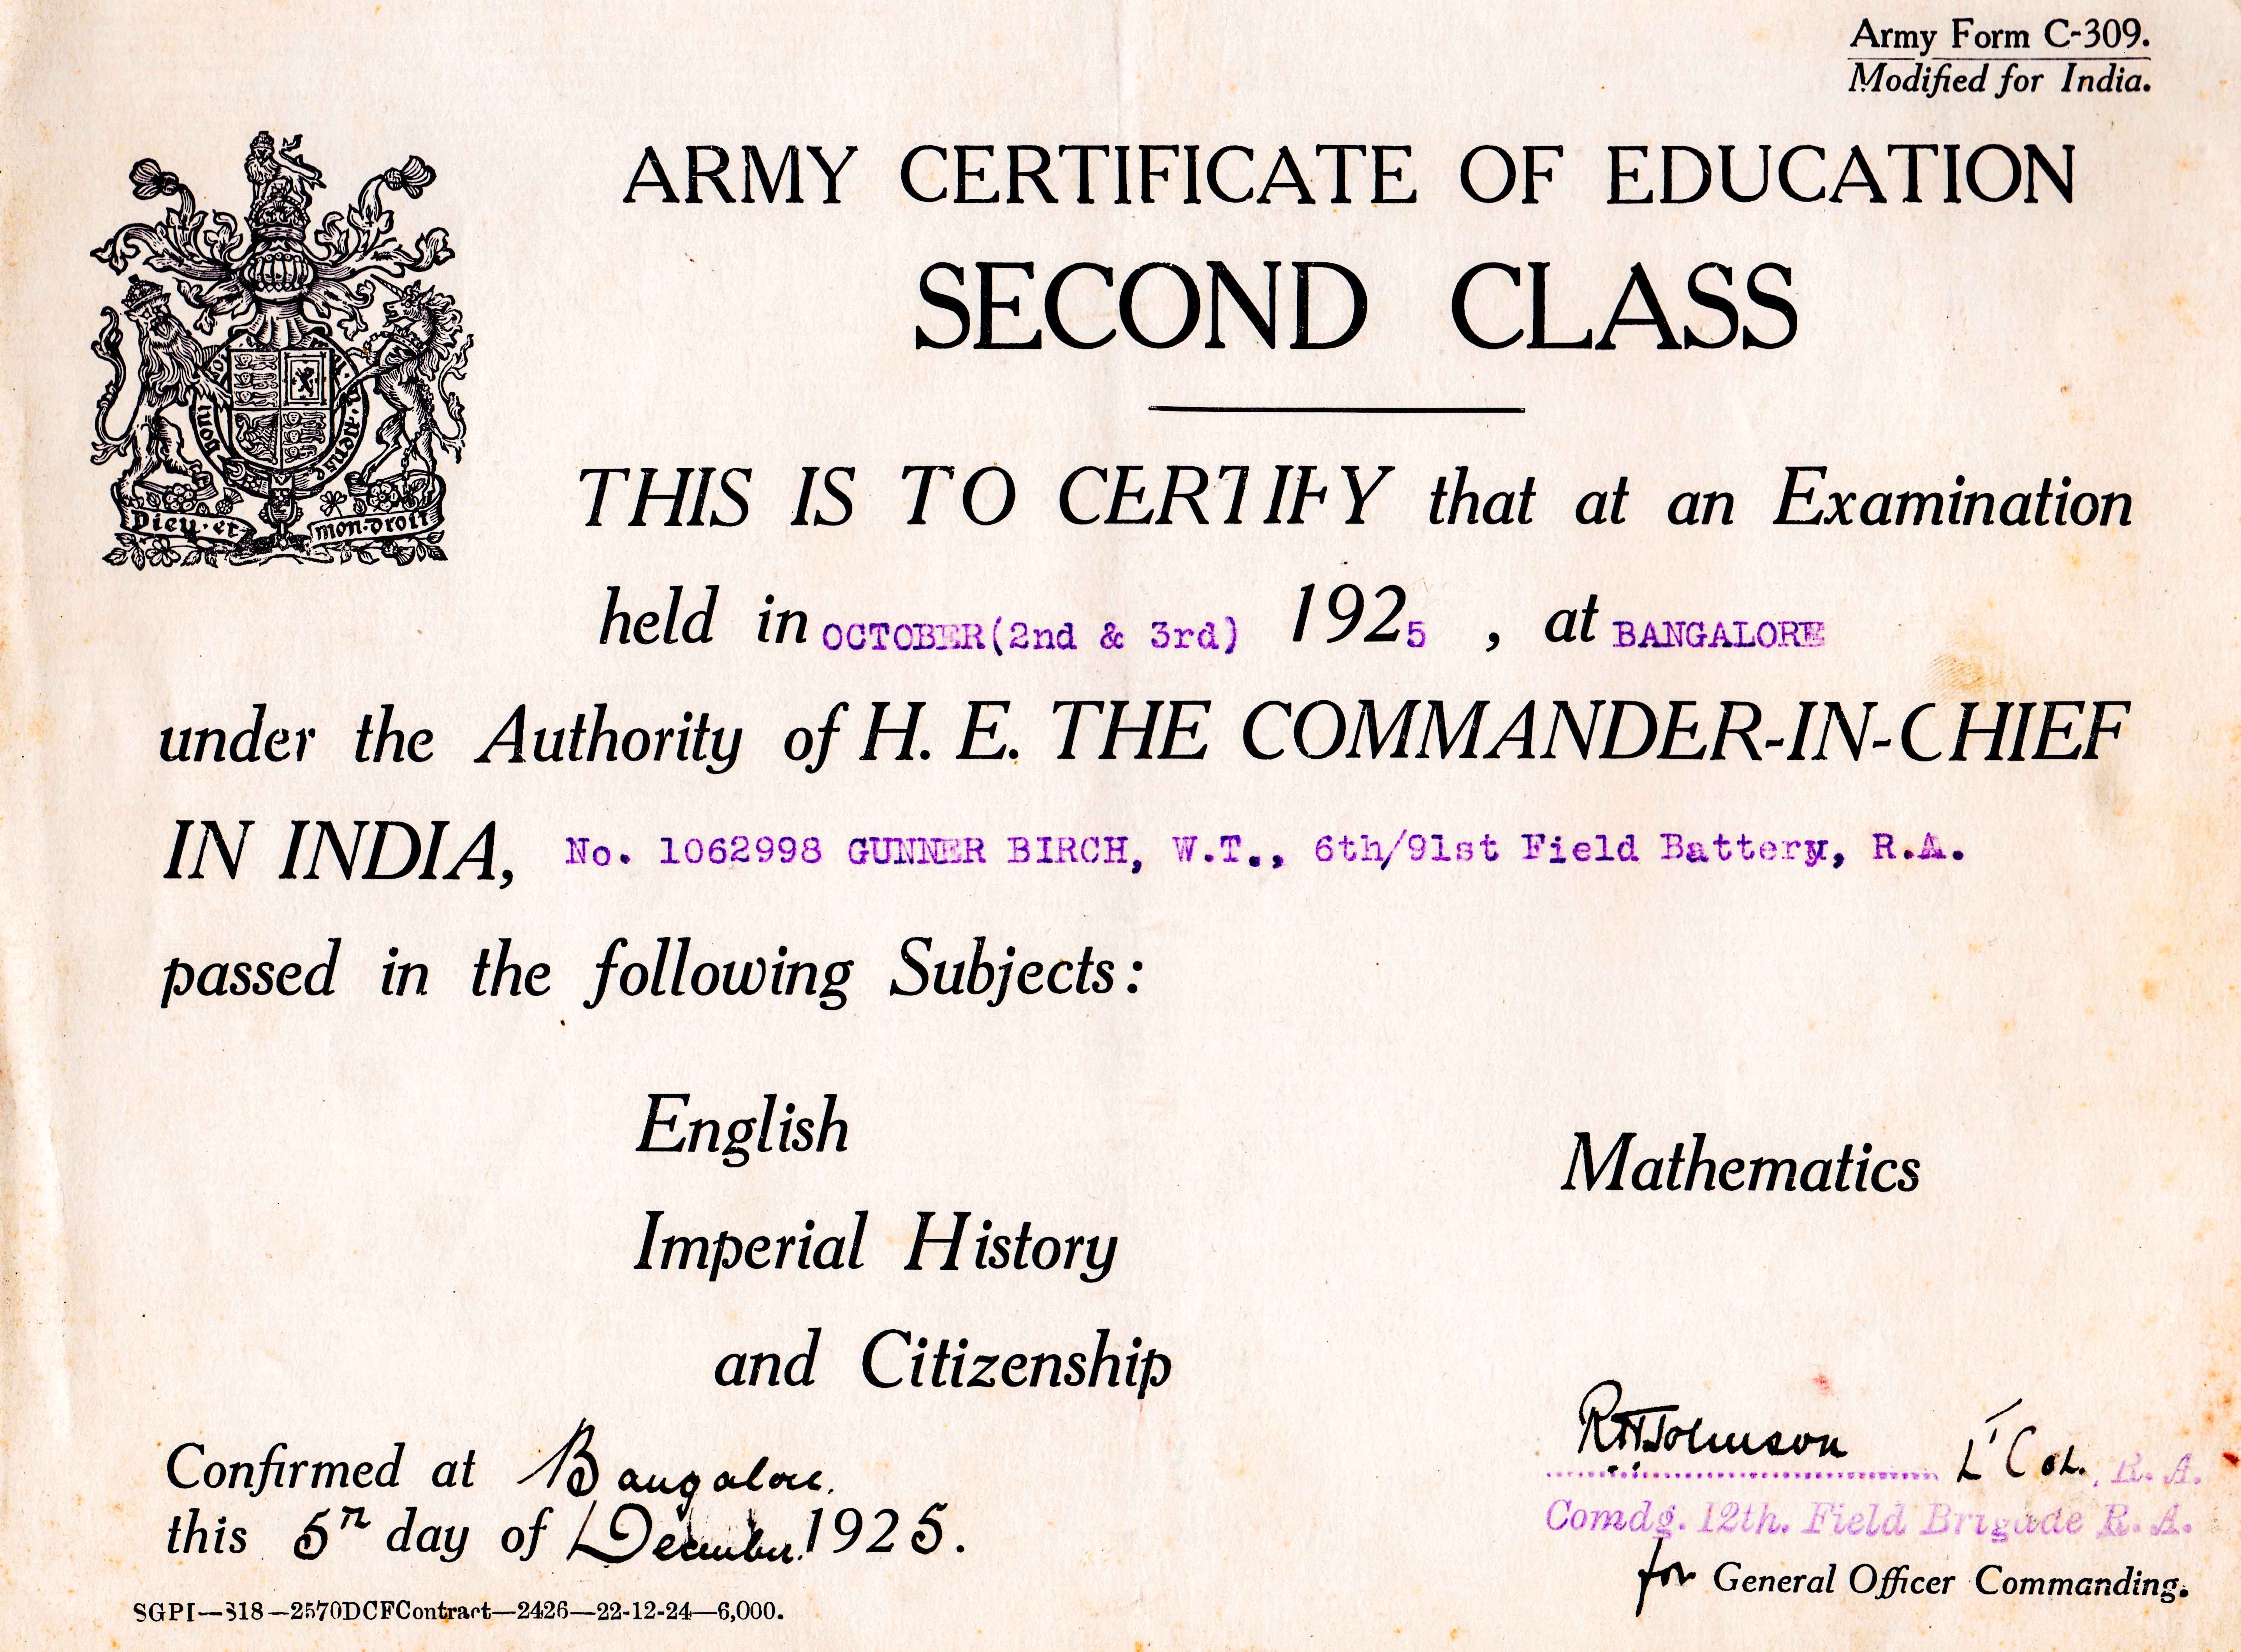 Army Form C-309.
Modified for India.
ARMY CERTIFICATE OF EDUCATION
SECOND CLASS
THIS IS TO CERTIFY that at an Examination
held in OCTOBER(2nd & 3rd) 1925 , at BANGALORE
under the Authority of H. E. THE COMMANDER-IN-CHIEF
IN INDIA, No. 1062998 GUNNER BIRCH, W.T., 6th/91st Field Battery, R.A.
passed in the following Subjects:
English
Mathematics
Imperial History
and Citizenship
Dieu·et mon·droit
Confirmed at Bangalore.
this 5th day of December 1925.
RHJohnson Lt Col. R. A.
Comdg. 12th. Field Brigade R. A.
for General Officer Commanding.
SGPI—818—2570DCFContract—2426—22-12-24—6,000.